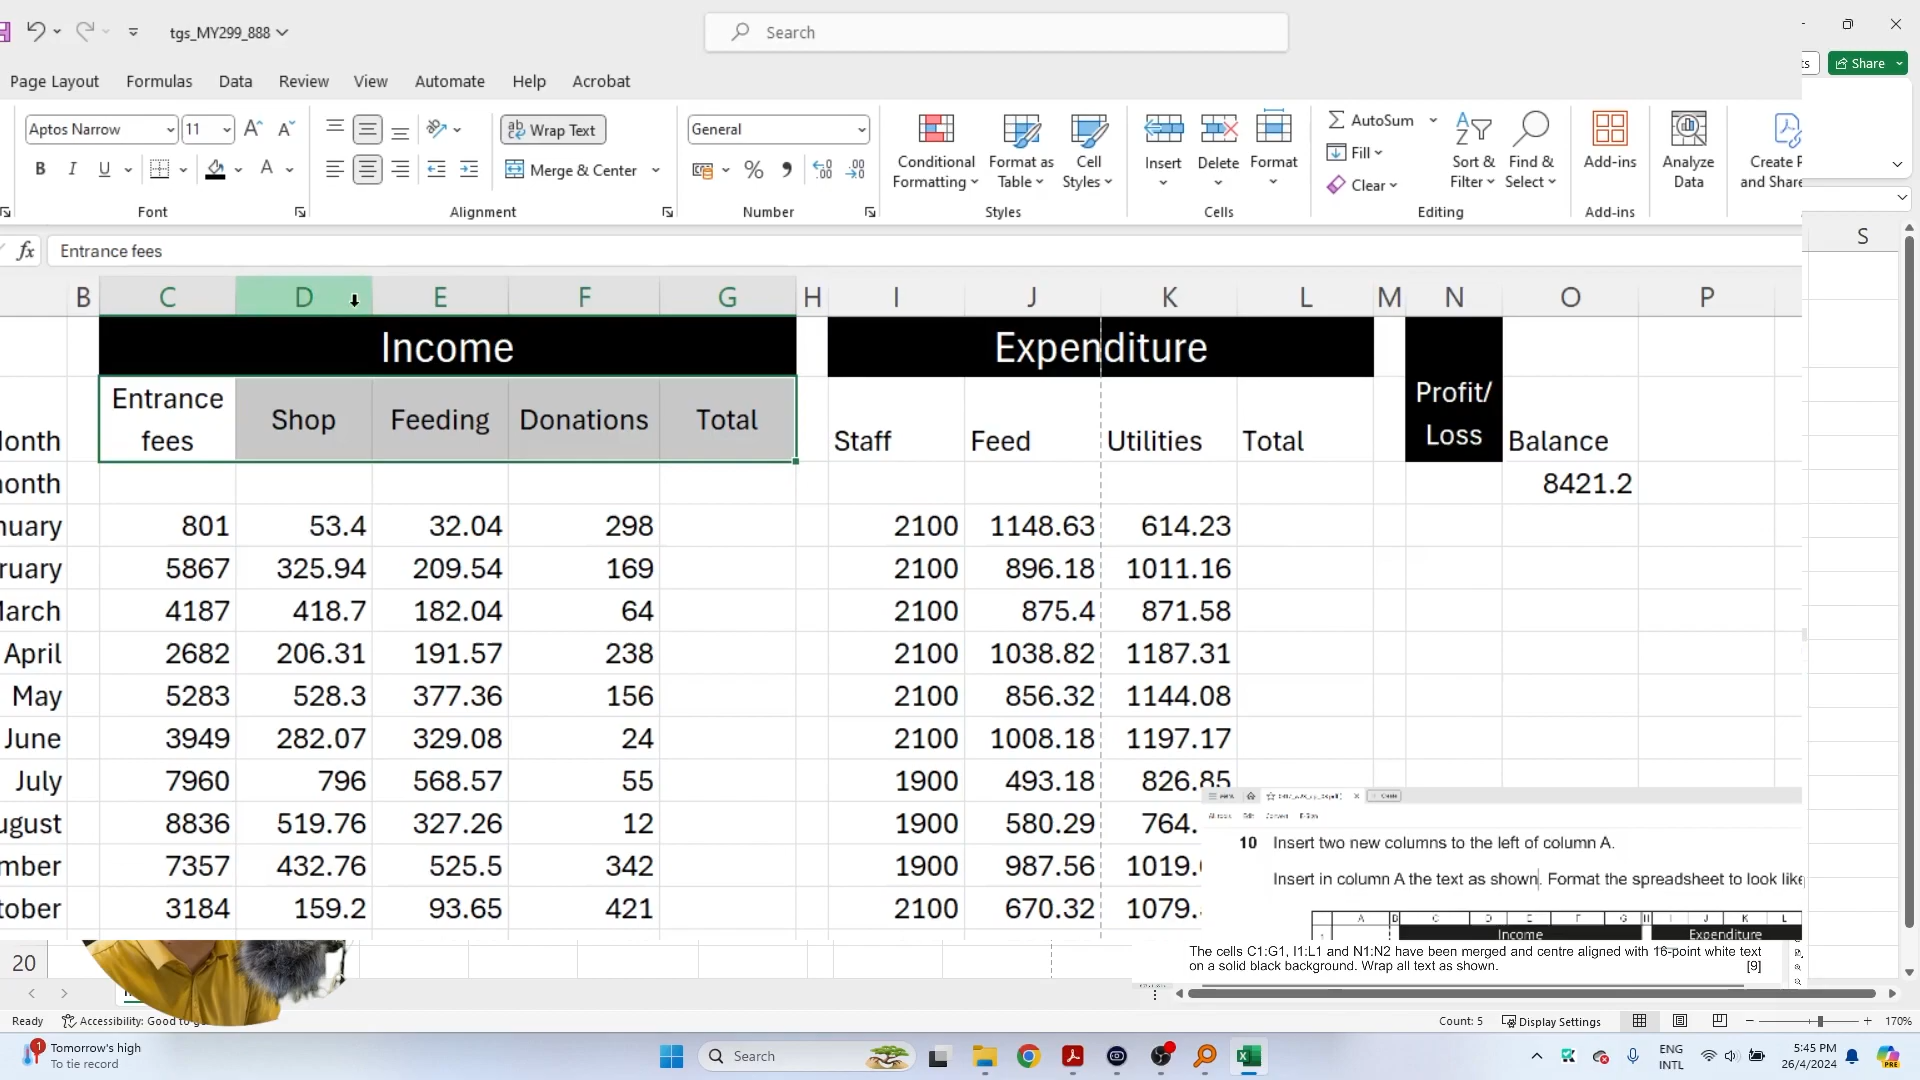 tgs_MY299_888
Search
Page Layout Formulas Data Review View Automate Help Acrobat
Share
Aptos Narrow 11
Wrap Text
General
AutoSum
Fill
Clear
B I U A
Merge & Center
% 9
Conditional Formatting
Format as Table
Cell Styles
Insert Delete Format
Sort & Filter
Find & Select
Add-ins
Analyze Data
Font Alignment Number Styles Cells Editing Add-ins
fx Entrance fees
B C D E F G H I J K L M N O P S
Income Expenditure
Entrance fees Shop Feeding Donations Total Staff Feed Utilities Total Profit/ Loss Balance
8421.2
801 53.4 32.04 298 2100 1148.63 614.23
5867 325.94 209.54 169 2100 896.18 1011.16
4187 418.7 182.04 64 2100 875.4 871.58
April 2682 206.31 191.57 238 2100 1038.82 1187.31
May 5283 528.3 377.36 156 2100 856.32 1144.08
June 3949 282.07 329.08 24 2100 1008.18 1197.17
July 7960 796 568.57 55 1900 493.18 826.85
8836 519.76 327.26 12 1900 580.29 764.
7357 432.76 525.5 342 1900 987.56 1019.
3184 159.2 93.65 421 2100 670.32 1079.
10 Insert two new columns to the left of column A.
Insert in column A the text as shown. Format the spreadsheet to look like
A B C D E F G H I J K L
1 Income Expenditure
The cells C1:G1, I1:L1 and N1:N2 have been merged and centre aligned with 16-point white text
on a solid black background. Wrap all text as shown. [9]
20
Ready Accessibility: Good to Count: 5 Display Settings 170%
Tomorrow's high
To tie record
Search
ENG
INTL
5:45 PM
26/4/2024